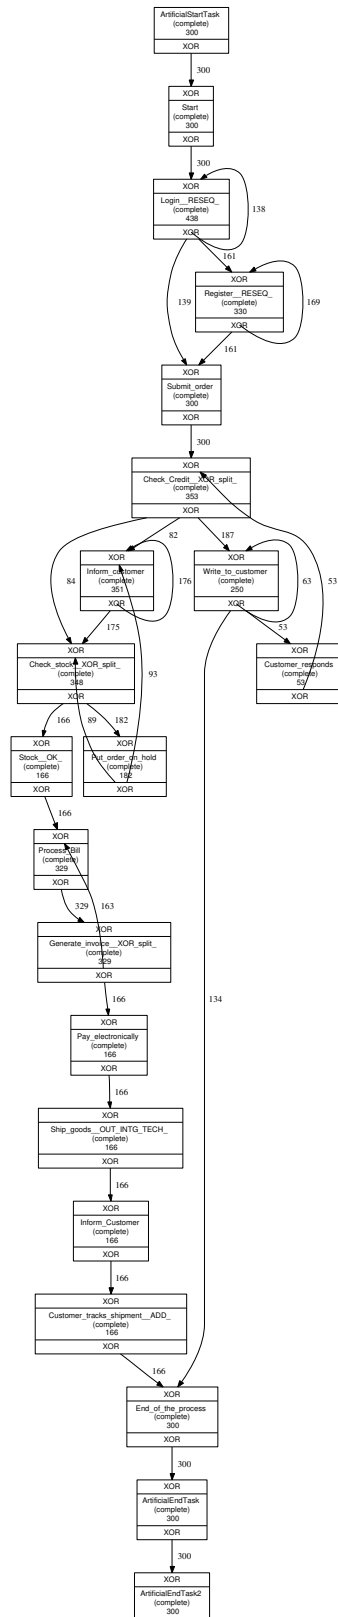 ArtificialStartTask
(complete)
300
XOR
300
XOR
Start
(complete)
300
XOR
300
XOR
Login__RESEQ_
(complete)
438
XOR
138
161
139
XOR
Register__RESEQ_
(complete)
330
XOR
169
161
XOR
Submit_order
(complete)
300
XOR
300
XOR
Check_Credit__XOR_split_
(complete)
353
XOR
82
187
84
XOR
Inform_customer
(complete)
351
XOR
176
XOR
Write_to_customer
(complete)
250
XOR
63
53
175
53
XOR
Check_stock__XOR_split_
(complete)
348
XOR
93
XOR
Customer_responds
(complete)
53
XOR
166
89
182
XOR
Stock__OK_
(complete)
166
XOR
XOR
Put_order_on_hold
(complete)
182
XOR
166
XOR
Process_Bill
(complete)
329
XOR
329
163
XOR
Generate_invoice__XOR_split_
(complete)
329
XOR
134
166
XOR
Pay_electronically
(complete)
166
XOR
166
XOR
Ship_goods__OUT_INTG_TECH_
(complete)
166
XOR
166
XOR
Inform_Customer
(complete)
166
XOR
166
XOR
Customer_tracks_shipment__ADD_
(complete)
166
XOR
166
XOR
End_of_the_process
(complete)
300
XOR
300
XOR
ArtificialEndTask
(complete)
300
XOR
300
XOR
ArtificialEndTask2
(complete)
300